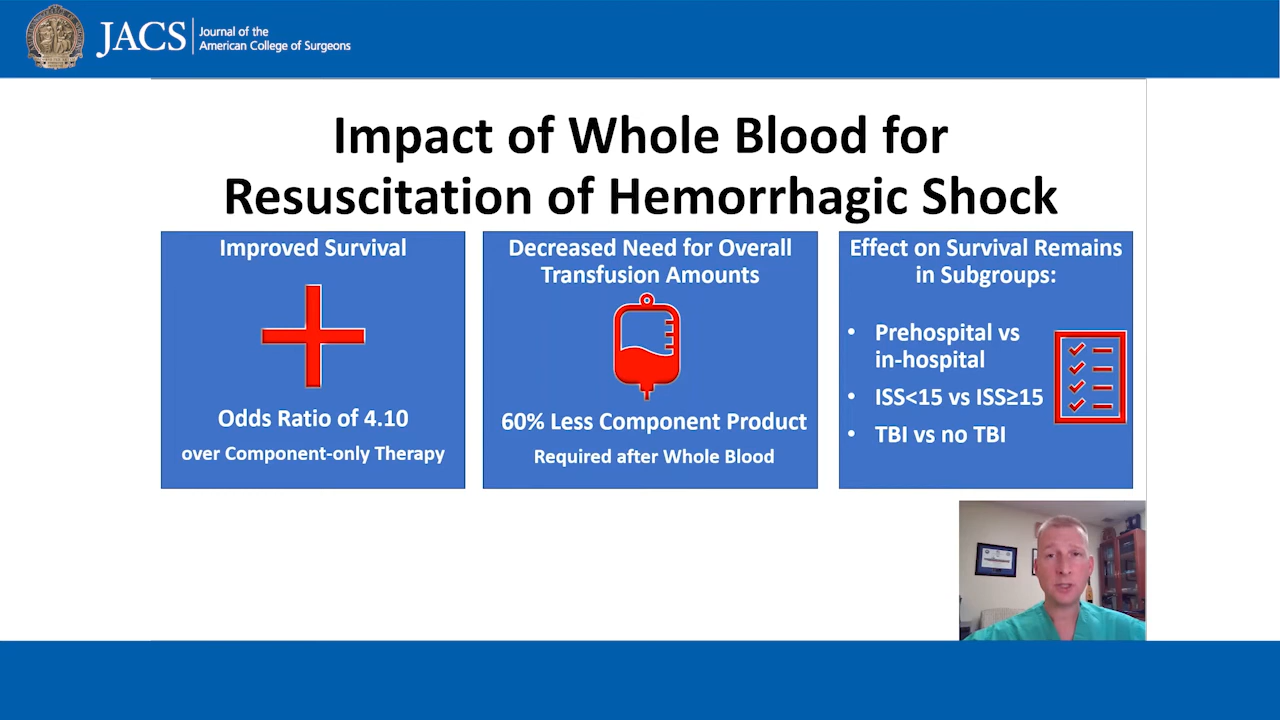 JACS
Journal of the
American College of Surgeons
Impact of Whole Blood for
Resuscitation of Hemorrhagic Shock
Improved Survival
Odds Ratio of 4.10
over Component-only Therapy
Decreased Need for Overall
Transfusion Amounts
60% Less Component Product
Required after Whole Blood
Effect on Survival Remains
in Subgroups:
• Prehospital vs
in-hospital
• ISS<15 vs ISS≥15
• TBI vs no TBI